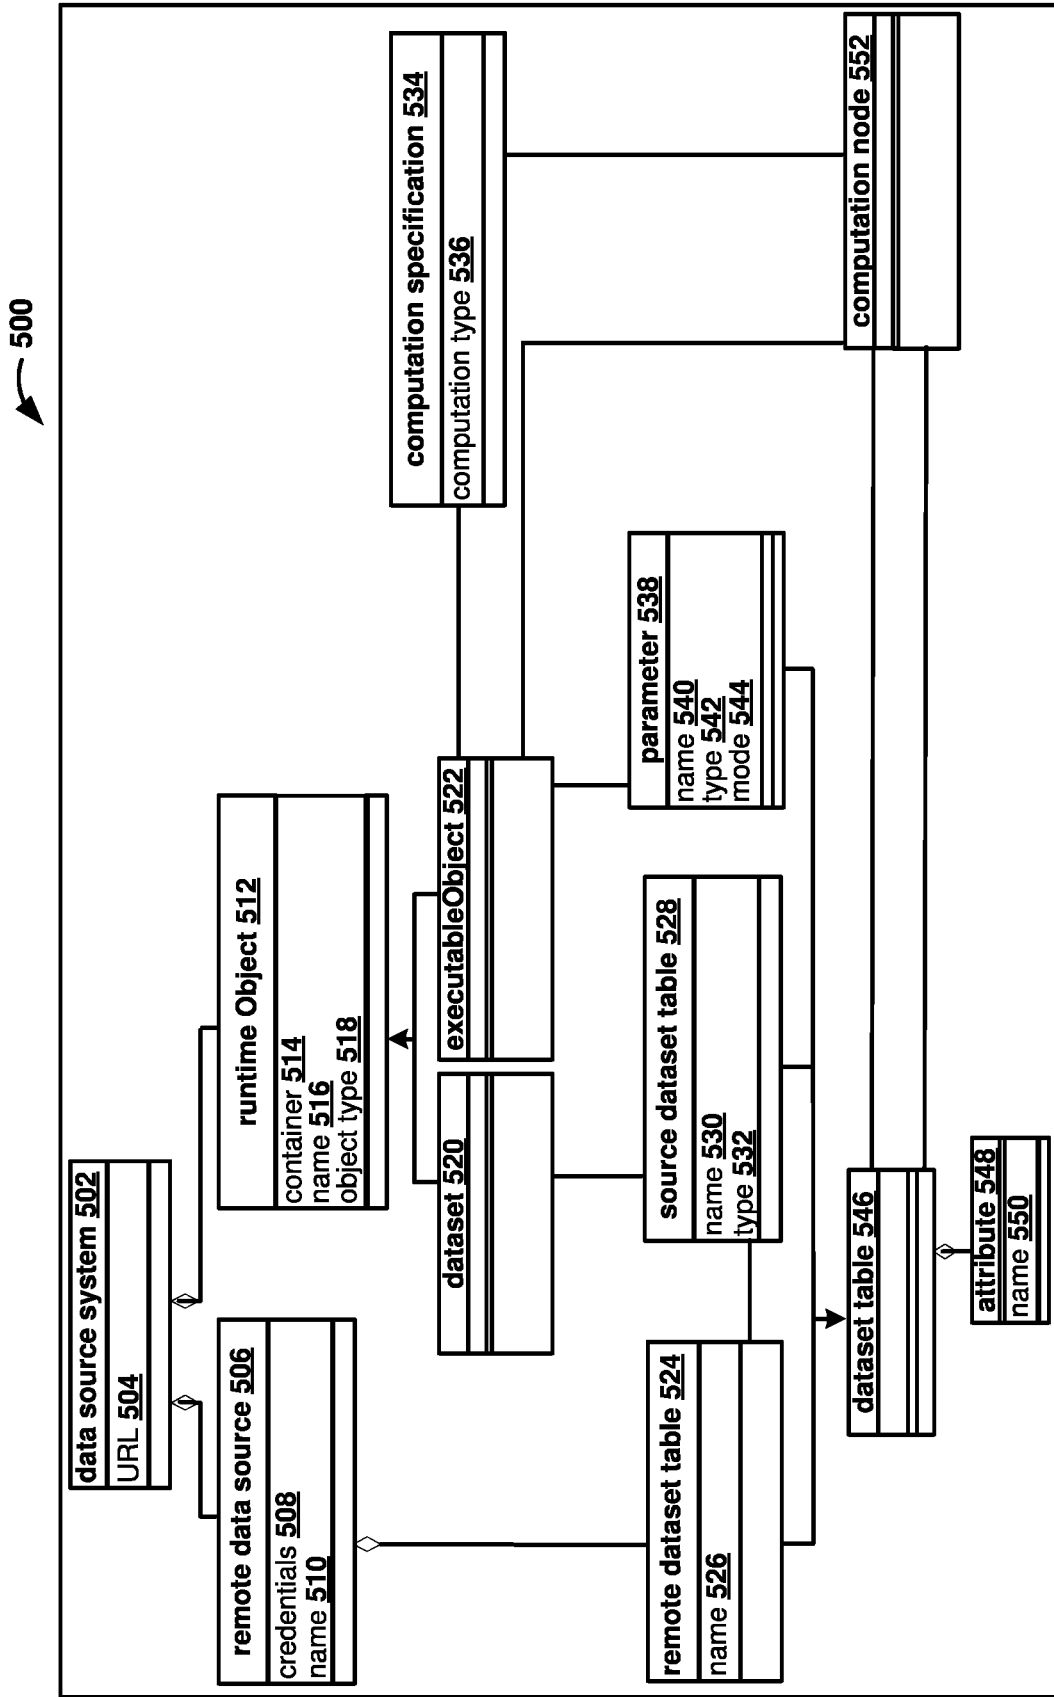 500
data source system 502
URL 504
remote data source 506
credentials 508
name 510
runtime Object 512
container 514
name 516
object type 518
computation specification 534
computation type 536
dataset 520
executableObject 522
remote dataset table 524
name 526
source dataset table 528
name 530
type 532
parameter 538
name 540
type 542
mode 544
dataset table 546
computation node 552
attribute 548
name 550